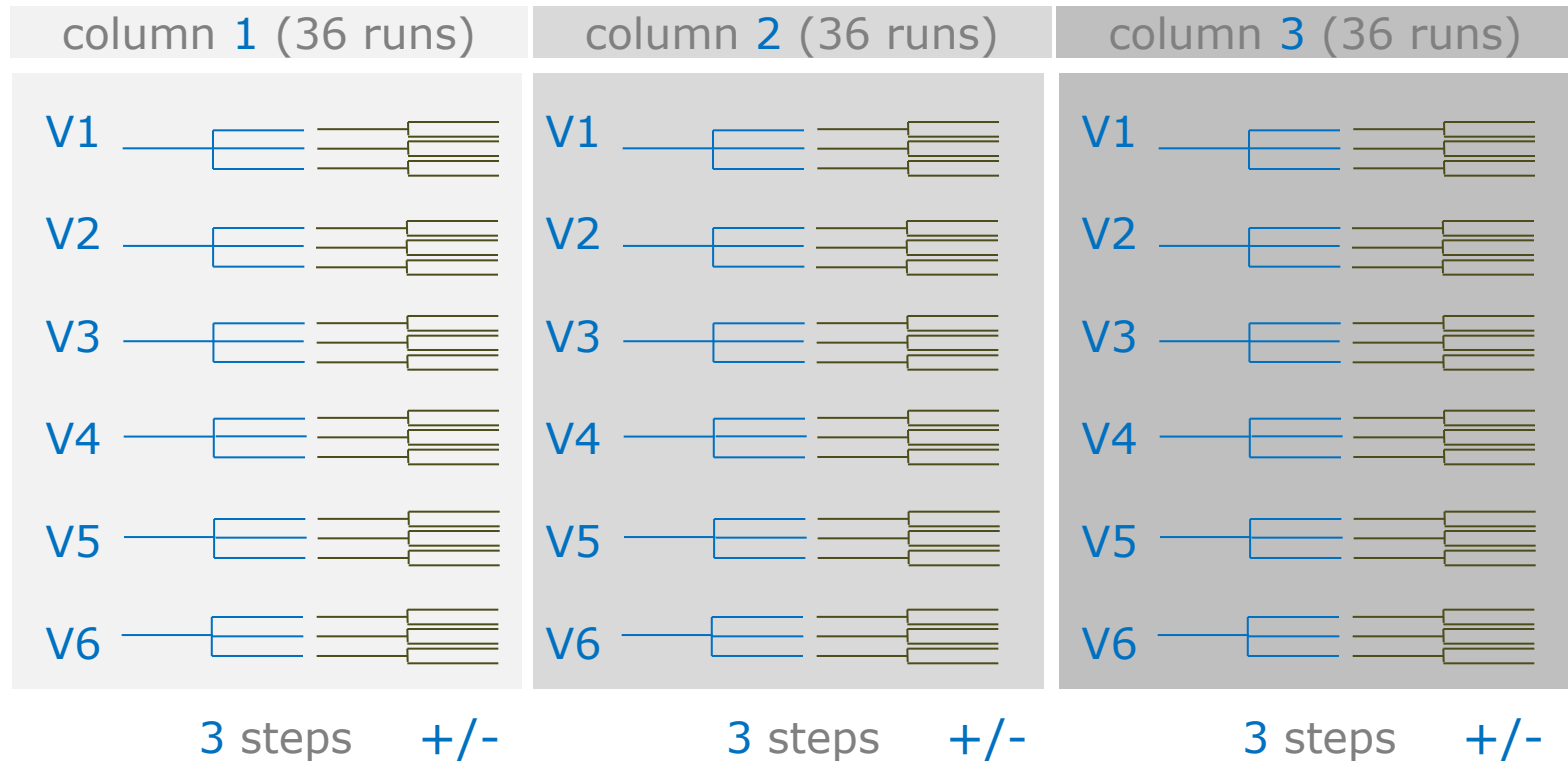 column 1 (36 runs)
V1
V2
V3
V4
V5
V6
3 steps +/-
column 2 (36 runs)
V1
V2
V3
V4
V5
V6
3 steps +/-
column 3 (36 runs)
V1
V2
V3
V4
V5
V6
3 steps +/-